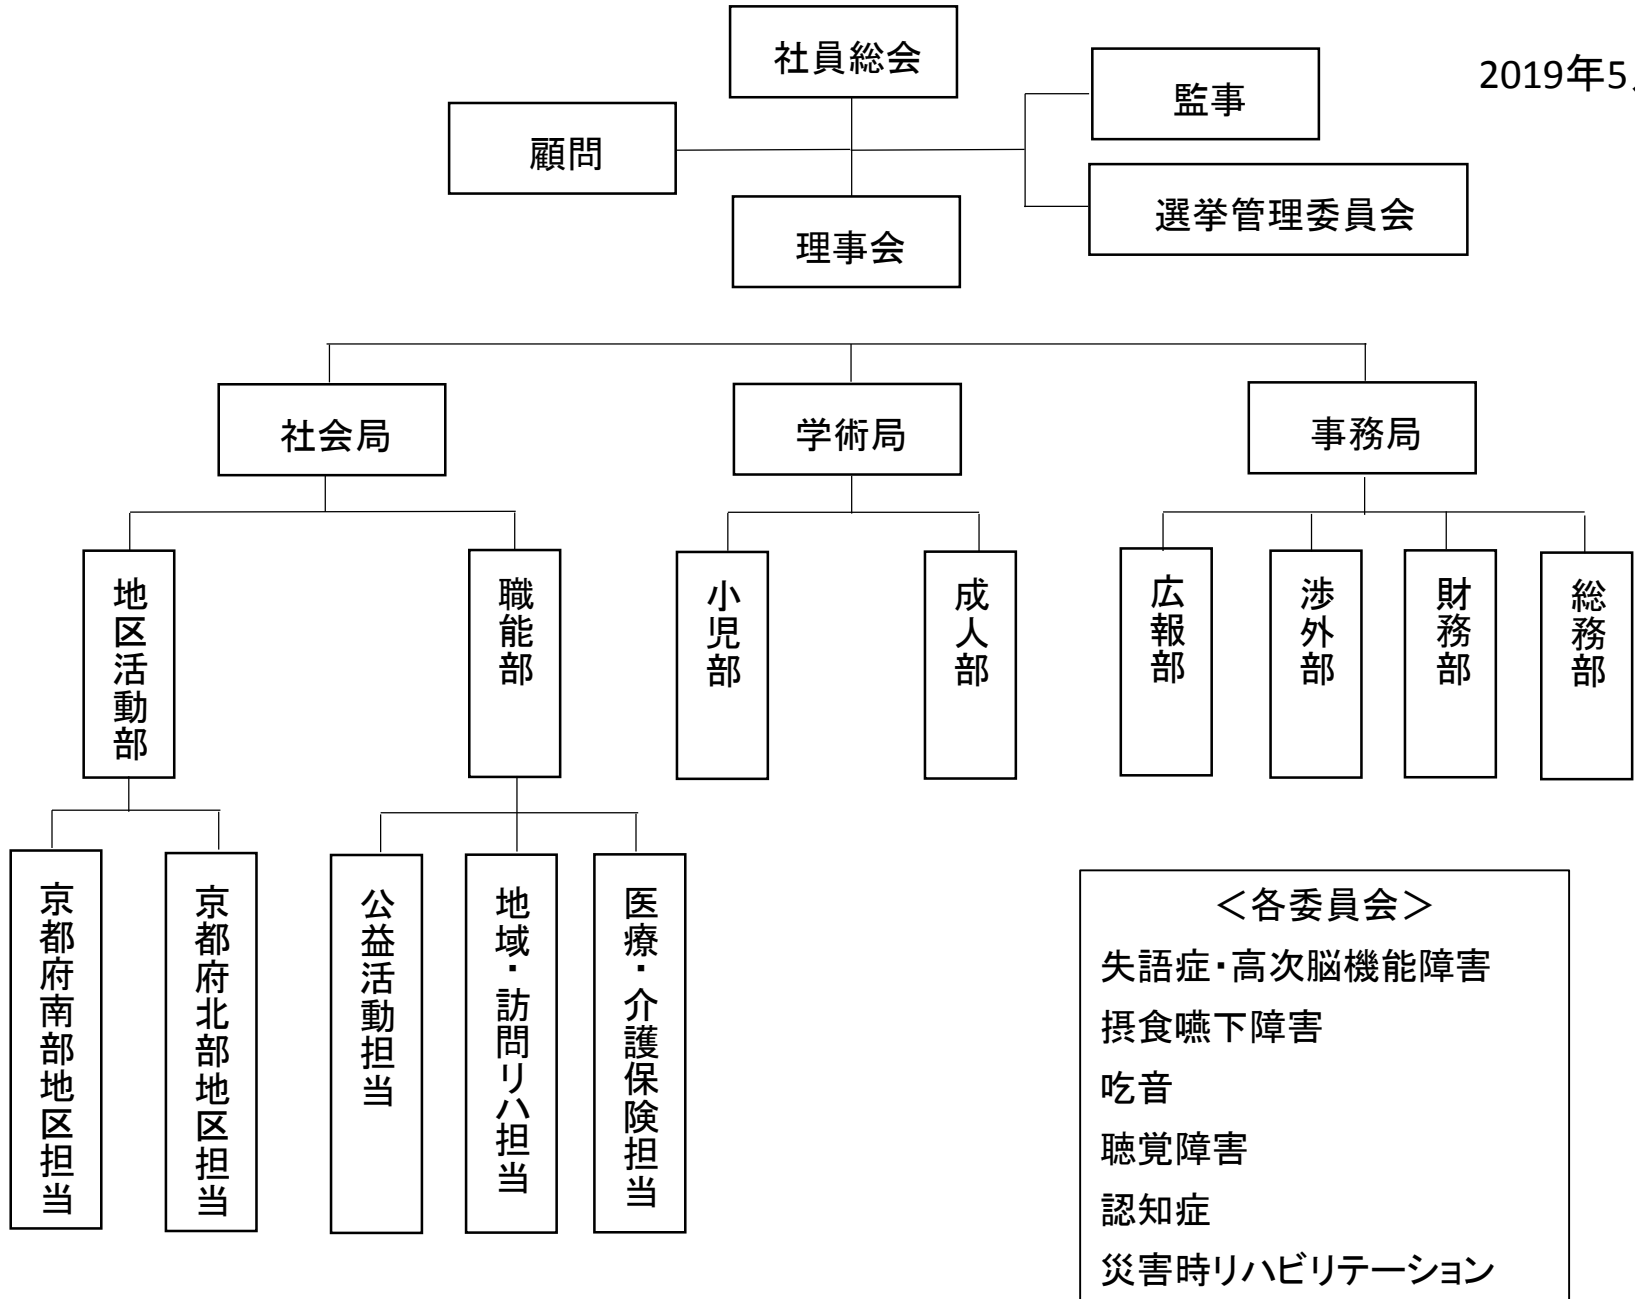 社員総会
2019年5
監事
顧問
選挙管理委員会
理事会
社会局
学術局
事務局
地区活動部
職能部
小児部
成人部
広報部
渉外部
財務部
総務部
京都府南部地区担当
京都府北部地区担当
公益活動担当
地域・訪問リハ担当
医療・介護保険担当
＜各委員会＞
失語症・高次脳機能障害
摂食嚥下障害
吃音
聴覚障害
認知症
災害時リハビリテーション